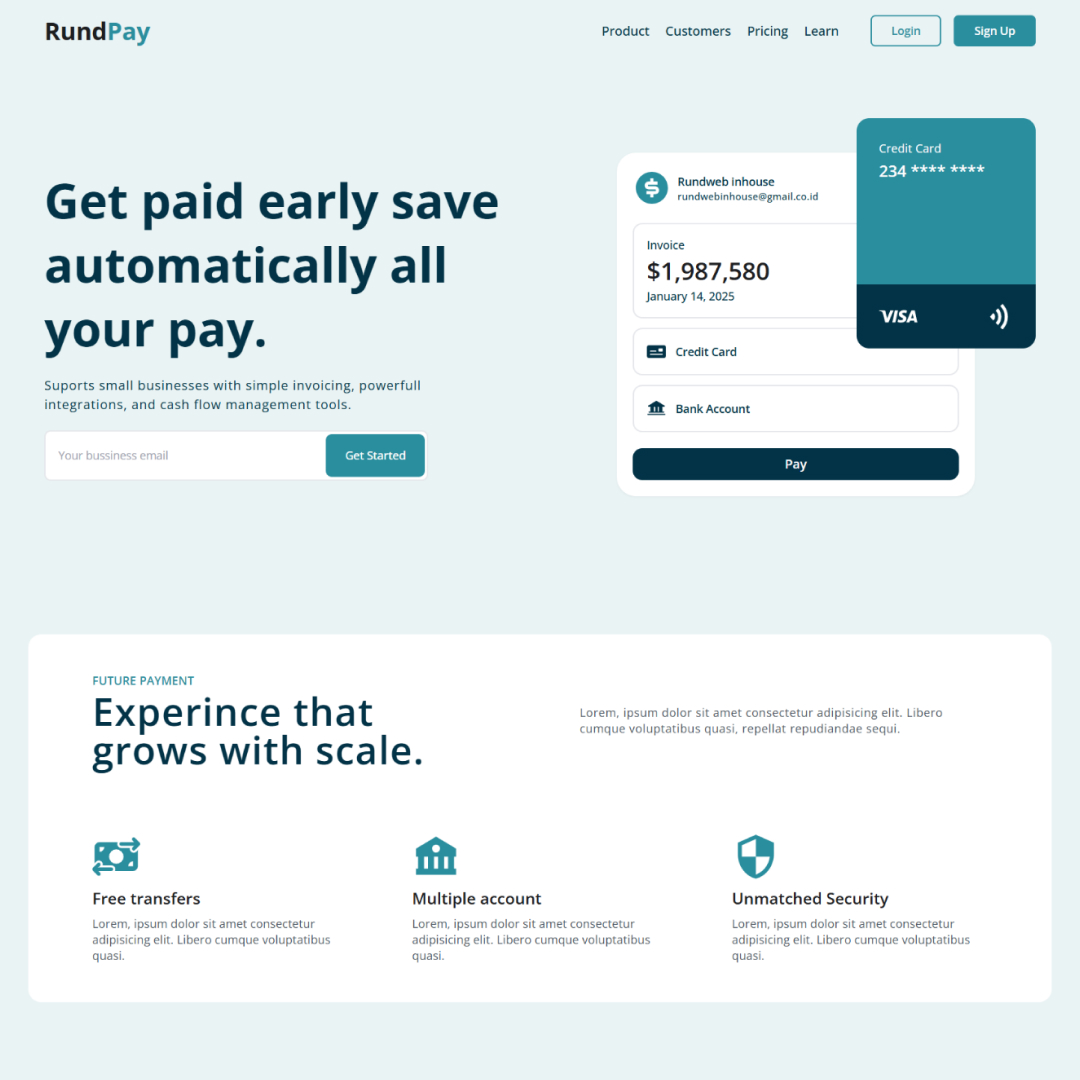 RundPay
Product Customers Pricing Learn Login Sign Up
Get paid early save
automatically all
your pay.
Suports small businesses with simple invoicing, powerfull
integrations, and cash flow management tools.
Your bussiness email
Get Started
Rundweb inhouse
rundwebinhouse@gmail.co.id
Invoice
$1,987,580
January 14, 2025
Credit Card
Bank Account
Pay
Credit Card
234 **** ****
VISA
FUTURE PAYMENT
Experince that
grows with scale.
Lorem, ipsum dolor sit amet consectetur adipisicing elit. Libero
cumque voluptatibus quasi, repellat repudiandae sequi.
Free transfers
Lorem, ipsum dolor sit amet consectetur
adipisicing elit. Libero cumque voluptatibus
quasi.
Multiple account
Lorem, ipsum dolor sit amet consectetur
adipisicing elit. Libero cumque voluptatibus
quasi.
Unmatched Security
Lorem, ipsum dolor sit amet consectetur
adipisicing elit. Libero cumque voluptatibus
quasi.